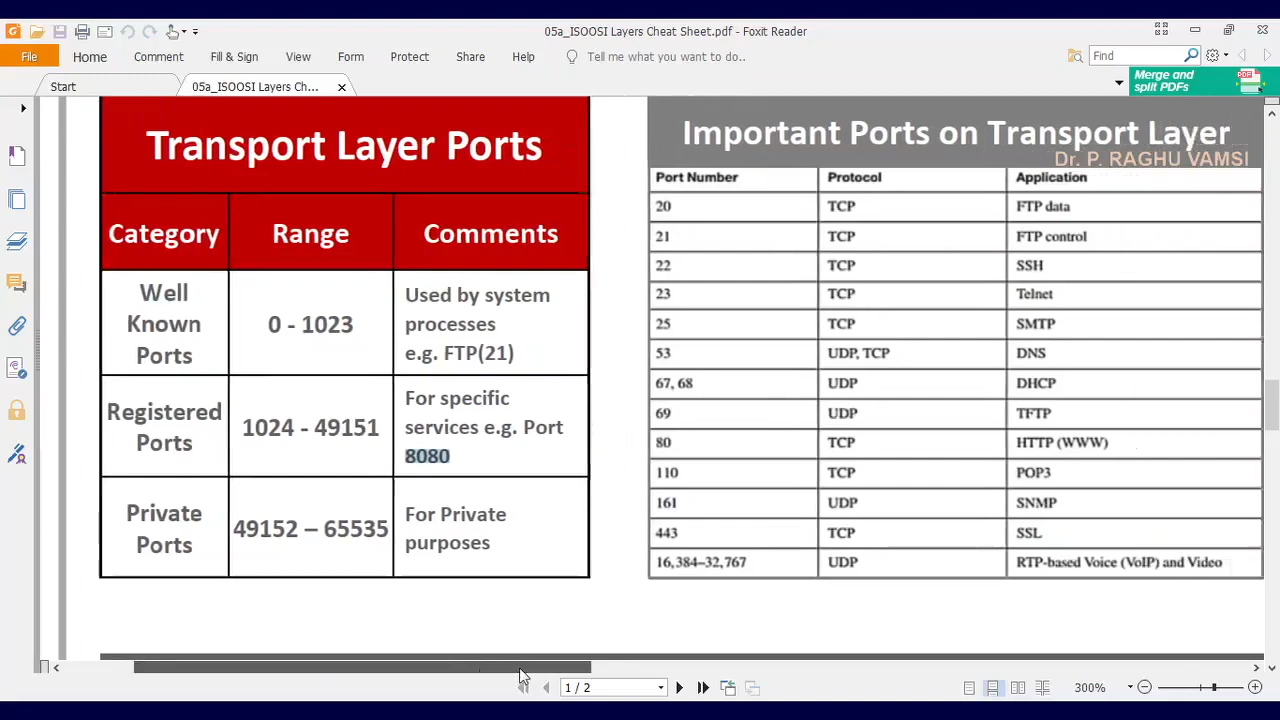 05a_ISOOSI Layers Cheat Sheet.pdf - Foxit Reader
File Home Comment Fill & Sign View Form Protect Share Help Tell me what you want to do.. Find
Start 05a_ISOOSI Layers Ch...
Merge and
split PDFs
PDF
Transport Layer Ports
Category Range Comments
Well
Known
Ports
0 - 1023
Used by system
processes
e.g. FTP(21)
Registered
Ports
1024 - 49151
For specific
services e.g. Port
8080
Private
Ports
49152 – 65535
For Private
purposes
Important Ports on Transport Layer
Dr. P. RAGHU VAMSI
Port Number Protocol Application
20 TCP FTP data
21 TCP FTP control
22 TCP SSH
23 TCP Telnet
25 TCP SMTP
53 UDP, TCP DNS
67, 68 UDP DHCP
69 UDP TFTP
80 TCP HTTP (WWW)
110 TCP POP3
161 UDP SNMP
443 TCP SSL
16,384–32,767 UDP RTP-based Voice (VoIP) and Video
1 / 2 300%